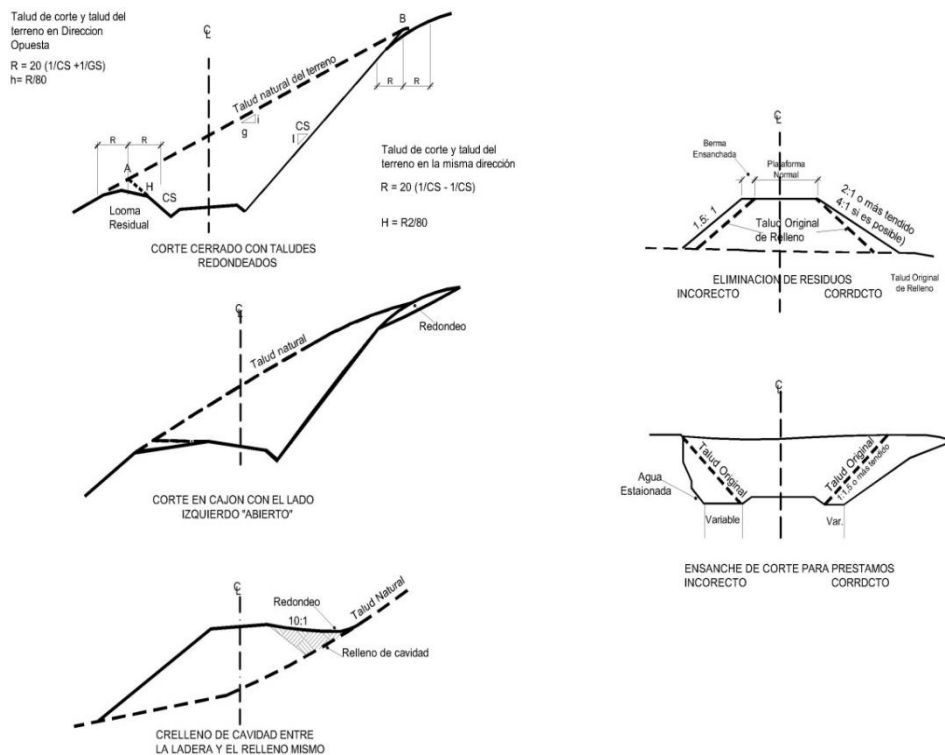 Talud de corte y talud del
terreno en Direccion
Opuesta
R = 20 (1/CS +1/GS)
h= R/80
CL
B
R
R
Talud natural del terreno
i
g
CS
I
R
R
A
H
CS
Looma
Residual
Talud de corte y talud del
terreno en la misma dirección
R = 20 (1/CS - 1/CS)
H = R2/80
CORTE CERRADO CON TALUDES
REDONDEADOS
CL
Redondeo
Talud natural
CORTE EN CAJON CON EL LADO
IZQUIERDO "ABIERTO"
CL
Redondeo
10:1
Talud Natural
Relleno de cavidad
CRELLENO DE CAVIDAD ENTRE
LA LADERA Y EL RELLENO MISMO
CL
Berma
Ensanchada
Plataforma
Normal
1.5: 1
2:1 o más tendido
4:1 si es posible)
Talud Original
de Relleno
ELIMINACION DE RESIDUOS
INCORECTO
CORRDCTO
Talud Original
de Relleno
CL
Talud Original
Talud Original
1:1,5 o más tendido
Agua
Estaionada
Variable
Var.
ENSANCHE DE CORTE PARA PRESTAMOS
INCORECTO
CORRDCTO